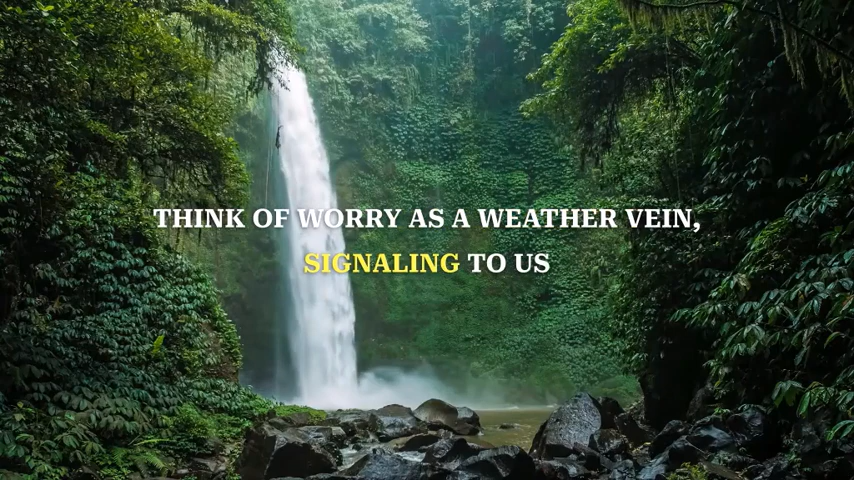 THINK OF WORRY AS A WEATHER VEIN,
SIGNALING TO US